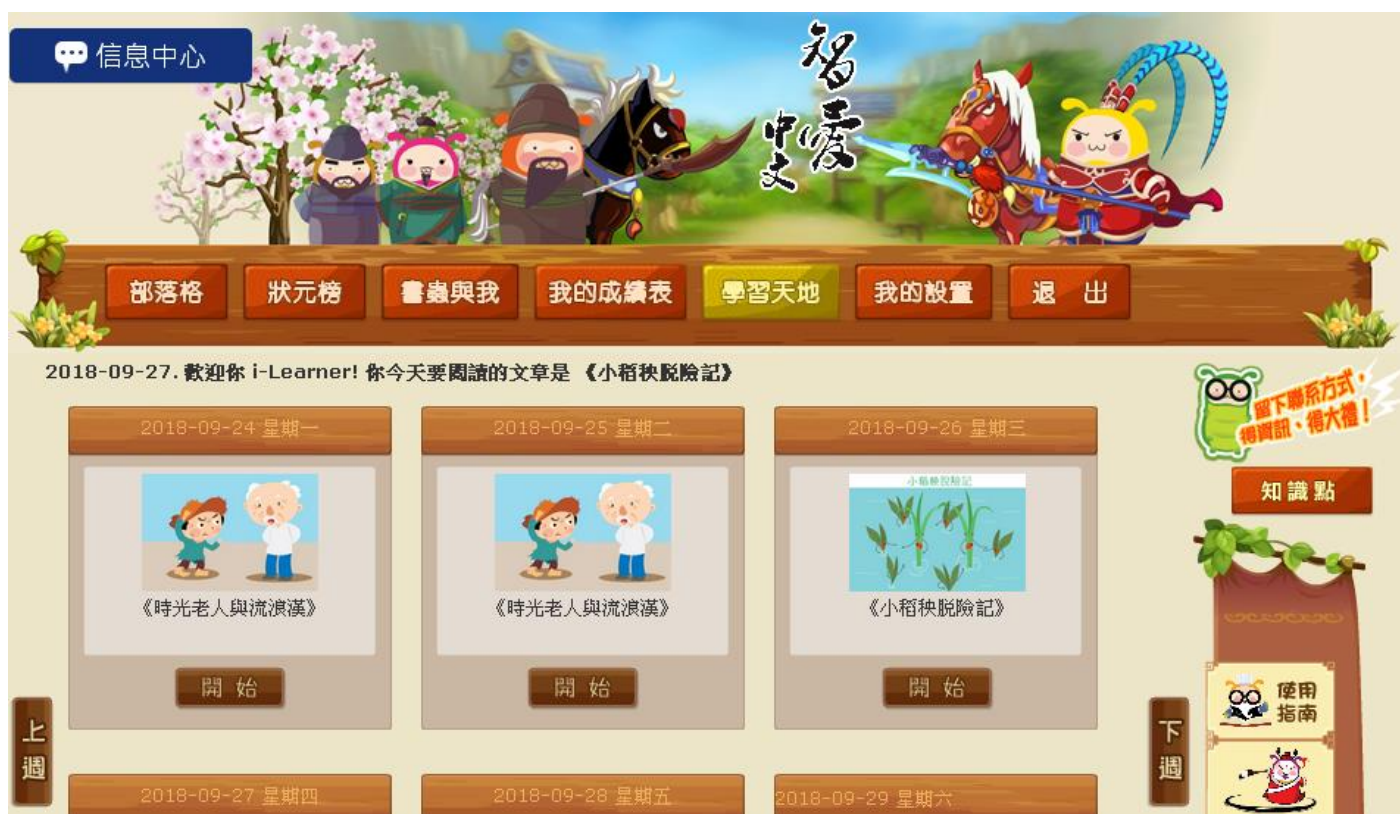 信息中心
智愛
中文
部落格
狀元榜
書蟲與我
我的成績表
學習天地
我的設置
退 出
2018-09-27. 歡迎你 i-Learner! 你今天要閱讀的文章是 《小稻秧脫險記》
留下聯系方式，
得資訊、得大禮！
2018-09-24 星期一
2018-09-25 星期二
2018-09-26 星期三
知識點
小稻秧脫險記
《時光老人與流浪漢》
《時光老人與流浪漢》
《小稻秧脫險記》
開 始
開 始
開 始
使用
指南
上週
下週
2018-09-27 星期四
2018-09-28 星期五
2018-09-29 星期六